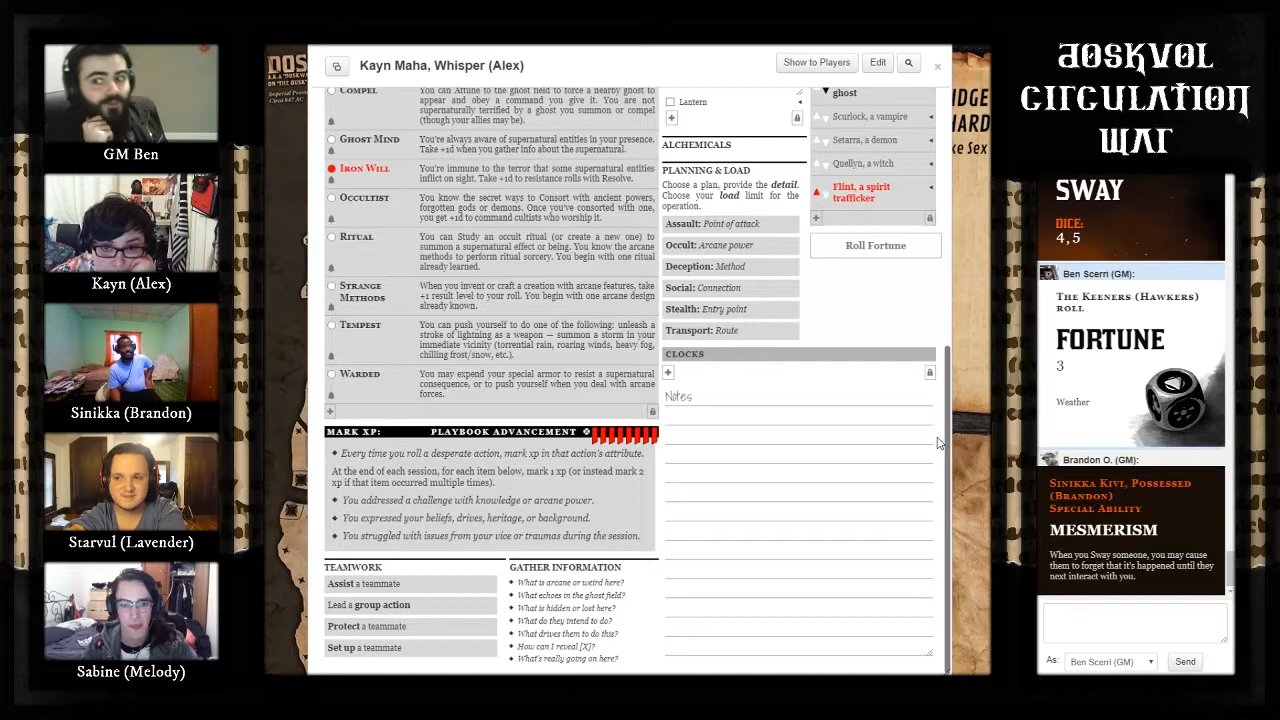 GM Ben
Kayn (Alex)
Sinikka (Brandon)
Starvul (Lavender)
Sabine (Melody)
DOS
Imperial
Circa 847 AC
Kayn Maha, Whisper (Alex)
Show to Players
Edit
COMPEL
You can Attune to the ghost field to force a nearby ghost to
appear and obey a command you give it. You are not
supernaturally terrified by a ghost you summon or compel
(though your allies may be).
GHOST MIND
You're always aware of supernatural entities in your presence.
Take +1d when you gather info about the supernatural.
IRON WILL
You're immune to the terror that some supernatural entities
inflict on sight. Take +1d to resistance rolls with Resolve.
OCCULTIST
You know the secret ways to Consort with ancient powers,
forgotten gods or demons. Once you've consorted with one,
you get +1d to command cultists who worship it.
RITUAL
You can Study an occult ritual (or create a new one) to
summon a supernatural effect or being. You know the arcane
methods to perform ritual sorcery. You begin with one ritual
already learned.
STRANGE
METHODS
When you invent or craft a creation with arcane features, take
+1 result level to your roll. You begin with one arcane design
already known.
TEMPEST
You can push yourself to do one of the following: unleash a
stroke of lightning as a weapon — summon a storm in your
immediate vicinity (torrential rain, roaring winds, heavy fog,
chilling frost/snow, etc.).
WARDED
You may expend your special armor to resist a supernatural
consequence, or to push yourself when you deal with arcane
forces.
+
MARK XP:
PLAYBOOK ADVANCEMENT
Every time you roll a desperate action, mark xp in that action's attribute.
At the end of each session, for each item below, mark 1 xp (or instead mark 2
xp if that item occurred multiple times).
You addressed a challenge with knowledge or arcane power.
You expressed your beliefs, drives, heritage, or background.
You struggled with issues from your vice or traumas during the session.
TEAMWORK
Assist a teammate
Lead a group action
Protect a teammate
Set up a teammate
GATHER INFORMATION
What is arcane or weird here?
What echoes in the ghost field?
What is hidden or lost here?
What do they intend to do?
What drives them to do this?
How can I reveal [X]?
What's really going on here?
Lantern
+
ALCHEMICALS
PLANNING & LOAD
Choose a plan, provide the detail.
Choose your load limit for the
operation.
Assault: Point of attack
Occult: Arcane power
Deception: Method
Social: Connection
Stealth: Entry point
Transport: Route
CLOCKS
+
Notes
ghost
Scurlock, a vampire
Setarra, a demon
Quellyn, a witch
Flint, a spirit
trafficker
+
Roll Fortune
IDGE
HARD
ke Sex
DOSKVOL
CIRCULATION
WAR
SWAY
DICE:
4, 5
Ben Scerri (GM):
THE KEENERS (HAWKERS)
ROLL
FORTUNE
3
Weather
Brandon O. (GM):
SINIKKA KIVI, POSSESSED
(BRANDON)
SPECIAL ABILITY
MESMERISM
When you Sway someone, you may cause
them to forget that it's happened until they
next interact with you.
As:
Ben Scerri (GM)
Send